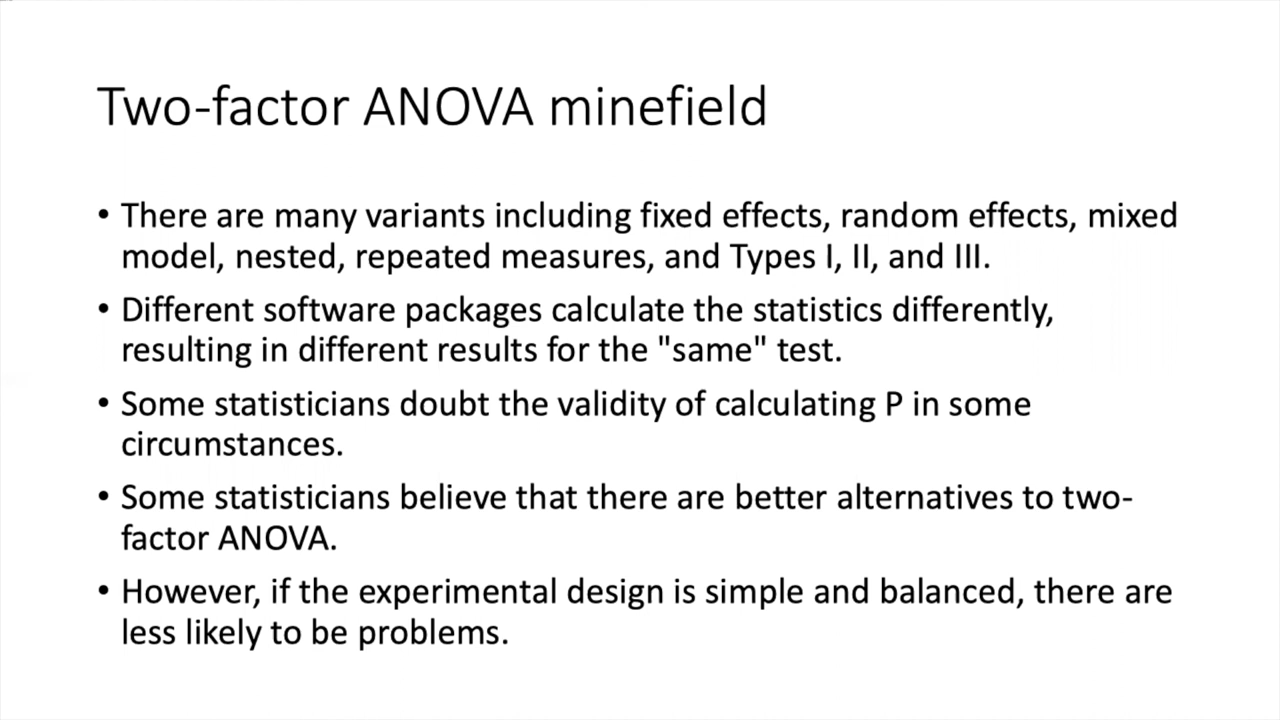 Two-factor ANOVA minefield
• There are many variants including fixed effects, random effects, mixed
model, nested, repeated measures, and Types I, II, and III.
• Different software packages calculate the statistics differently,
resulting in different results for the "same" test.
• Some statisticians doubt the validity of calculating P in some
circumstances.
• Some statisticians believe that there are better alternatives to two-
factor ANOVA.
• However, if the experimental design is simple and balanced, there are
less likely to be problems.